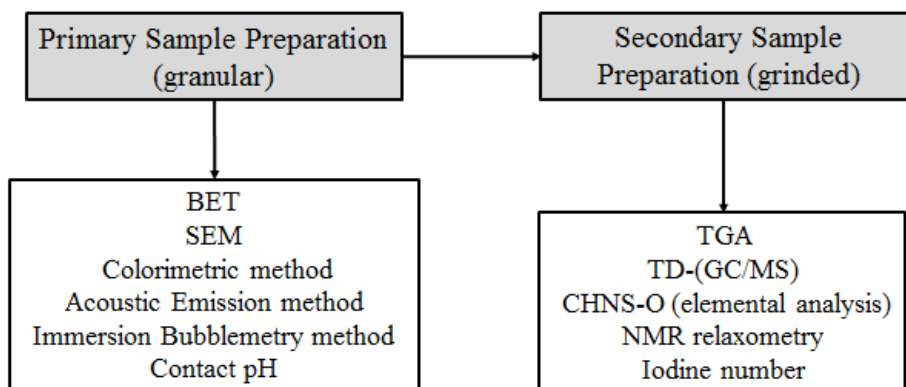 Primary Sample Preparation
(granular)
Secondary Sample
Preparation (grinded)
BET
SEM
Colorimetric method
Acoustic Emission method
Immersion Bubblemetry method
Contact pH
TGA
TD-(GC/MS)
CHNS-O (elemental analysis)
NMR relaxometry
Iodine number